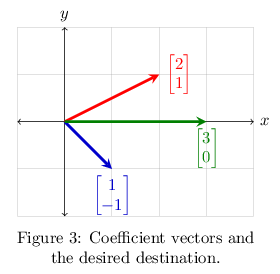 y
[2
1]
x
[3
0]
[1
−1]
Figure 3: Coefficient vectors and
the desired destination.